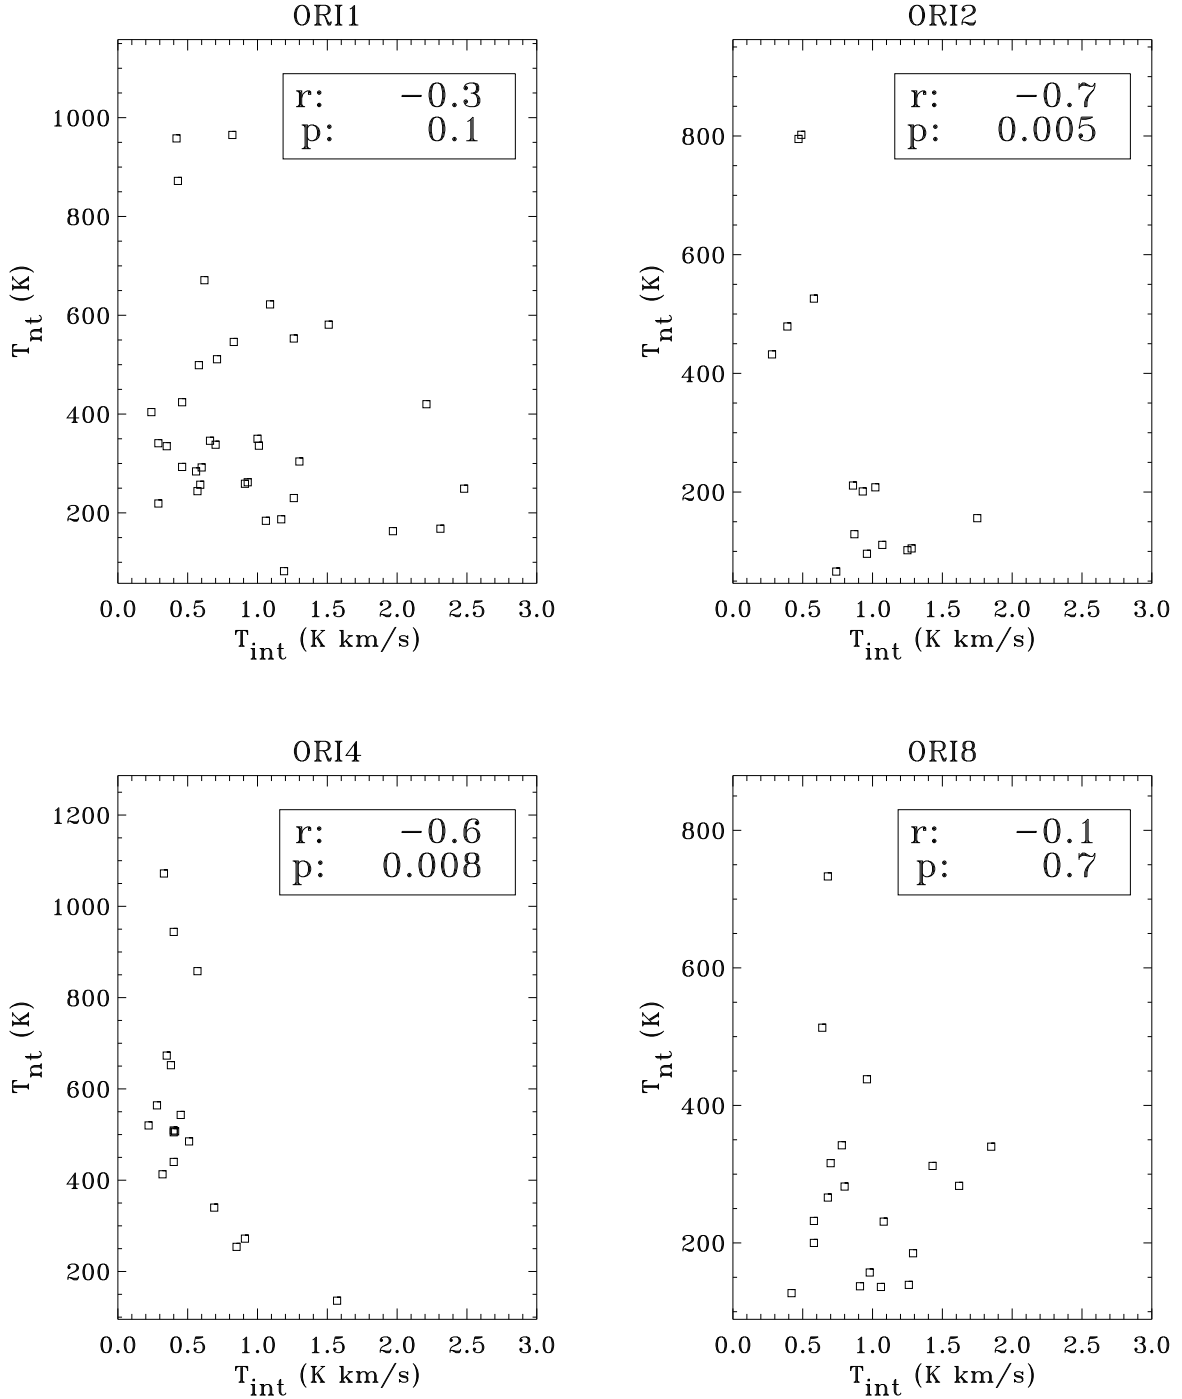 ORI1
r: −0.3
p: 0.1
1000
800
600
400
200
T_nt (K)
0.0 0.5 1.0 1.5 2.0 2.5 3.0
T_int (K km/s)
ORI2
r: −0.7
p: 0.005
800
600
400
200
T_nt (K)
0.0 0.5 1.0 1.5 2.0 2.5 3.0
T_int (K km/s)
ORI4
r: −0.6
p: 0.008
1200
1000
800
600
400
200
T_nt (K)
0.0 0.5 1.0 1.5 2.0 2.5 3.0
T_int (K km/s)
ORI8
r: −0.1
p: 0.7
800
600
400
200
T_nt (K)
0.0 0.5 1.0 1.5 2.0 2.5 3.0
T_int (K km/s)